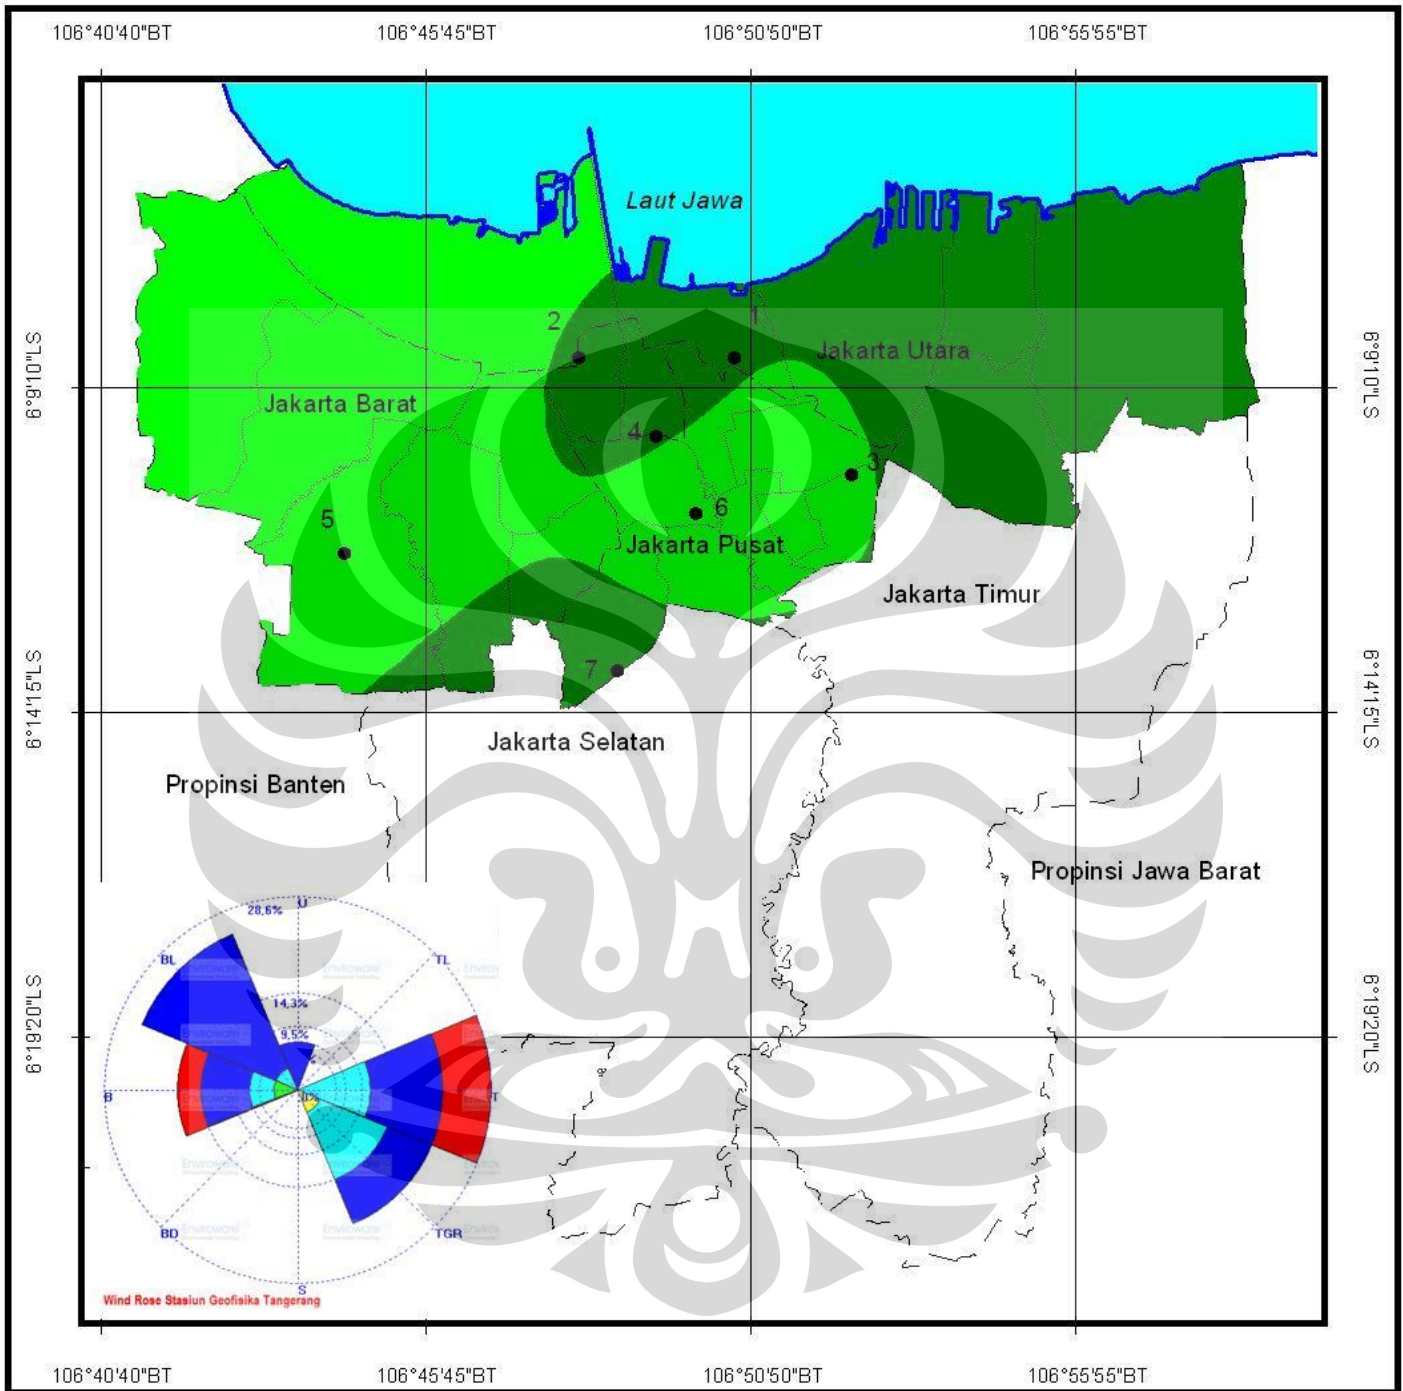 106°40'40"BT 106°45'45"BT 106°50'50"BT 106°55'55"BT
Laut Jawa
2
1
6°9'10"LS
Jakarta Utara
6°9'10"LS
Jakarta Barat
4
3
5
6
Jakarta Pusat
Jakarta Timur
6°14'15"LS
7
6°14'15"LS
Jakarta Selatan
Propinsi Banten
Propinsi Jawa Barat
28,6%
U
BL
TL
14,3%
9,5%
6°19'20"LS
6°19'20"LS
B
T
BD
TGR
S
Wind Rose Stasiun Geofisika Tangerang
106°40'40"BT 106°45'45"BT 106°50'50"BT 106°55'55"BT